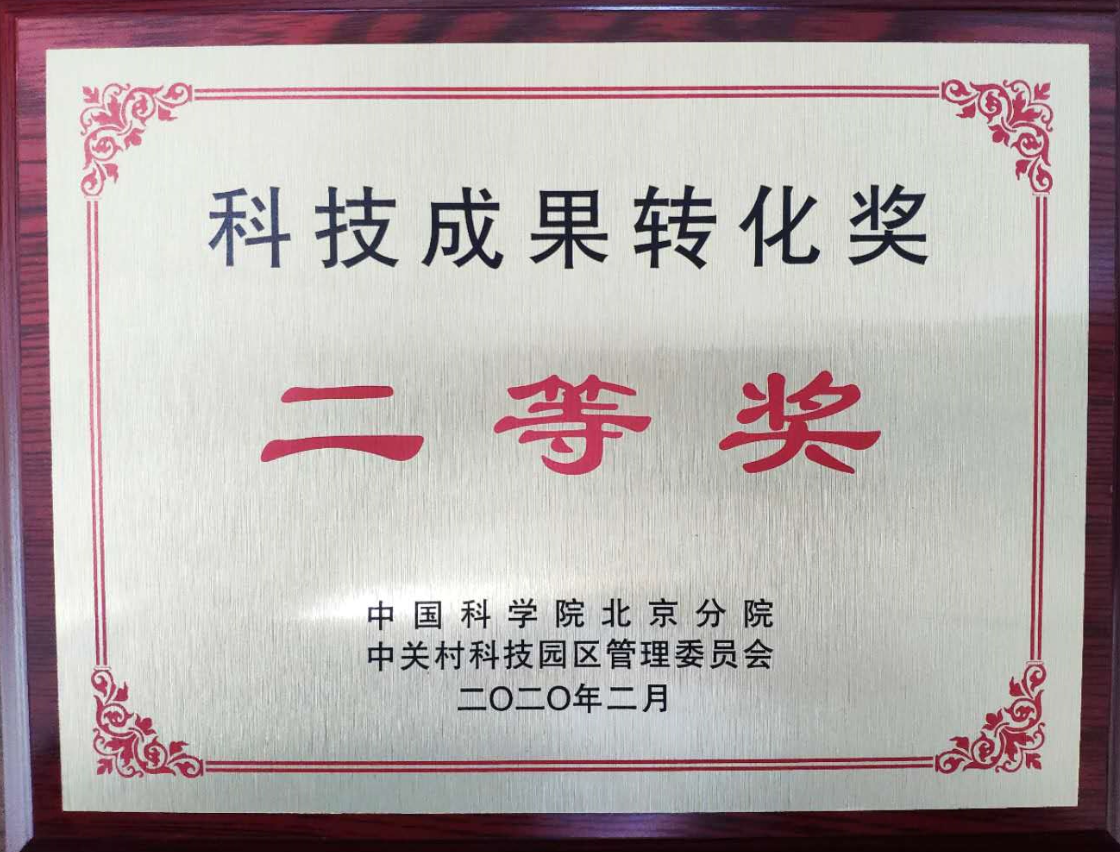 科技成果转化奖
二等奖
中国科学院北京分院
中关村科技园区管理委员会
二〇二〇年二月